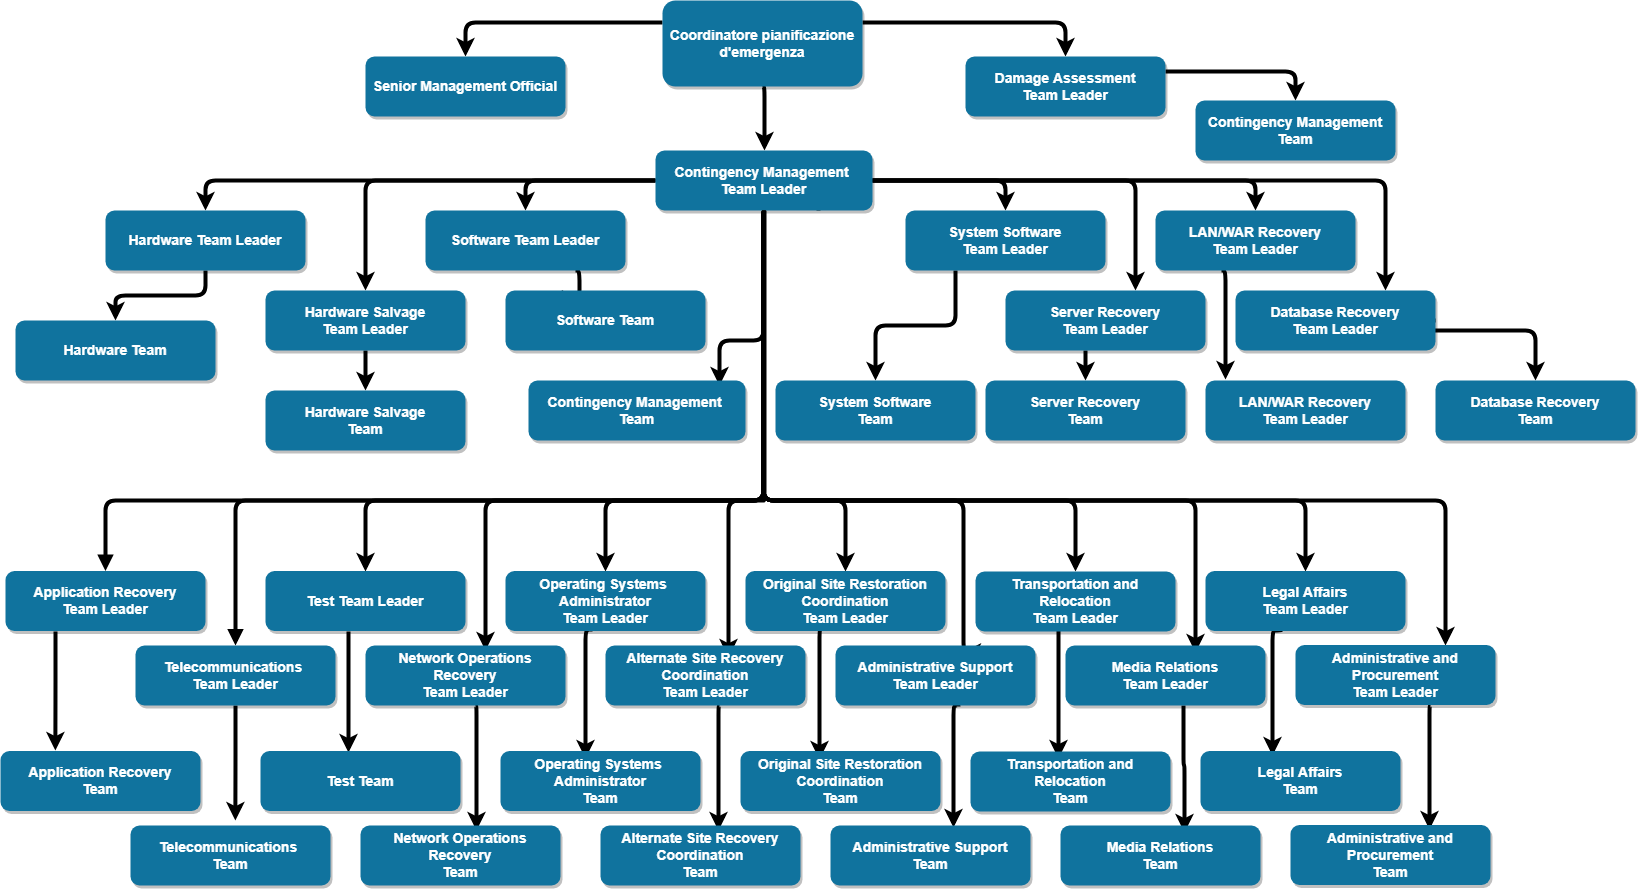 Coordinatore pianificazione
d'emergenza
Senior Management Official
Damage Assessment
Team Leader
Contingency Management
Team
Contingency Management
Team Leader
Hardware Team Leader
Software Team Leader
System Software
Team Leader
LAN/WAR Recovery
Team Leader
Hardware Salvage
Team Leader
Software Team
Server Recovery
Team Leader
Database Recovery
Team Leader
Hardware Team
Hardware Salvage
Team
Contingency Management
Team
System Software
Team
Server Recovery
Team
LAN/WAR Recovery
Team Leader
Database Recovery
Team
Application Recovery
Team Leader
Test Team Leader
Operating Systems
Administrator
Team Leader
Original Site Restoration
Coordination
Team Leader
Transportation and
Relocation
Team Leader
Legal Affairs
Team Leader
Telecommunications
Team Leader
Network Operations
Recovery
Team Leader
Alternate Site Recovery
Coordination
Team Leader
Administrative Support
Team Leader
Media Relations
Team Leader
Administrative and
Procurement
Team Leader
Application Recovery
Team
Test Team
Operating Systems
Administrator
Team
Original Site Restoration
Coordination
Team
Transportation and
Relocation
Team
Legal Affairs
Team
Telecommunications
Team
Network Operations
Recovery
Team
Alternate Site Recovery
Coordination
Team
Administrative Support
Team
Media Relations
Team
Administrative and
Procurement
Team